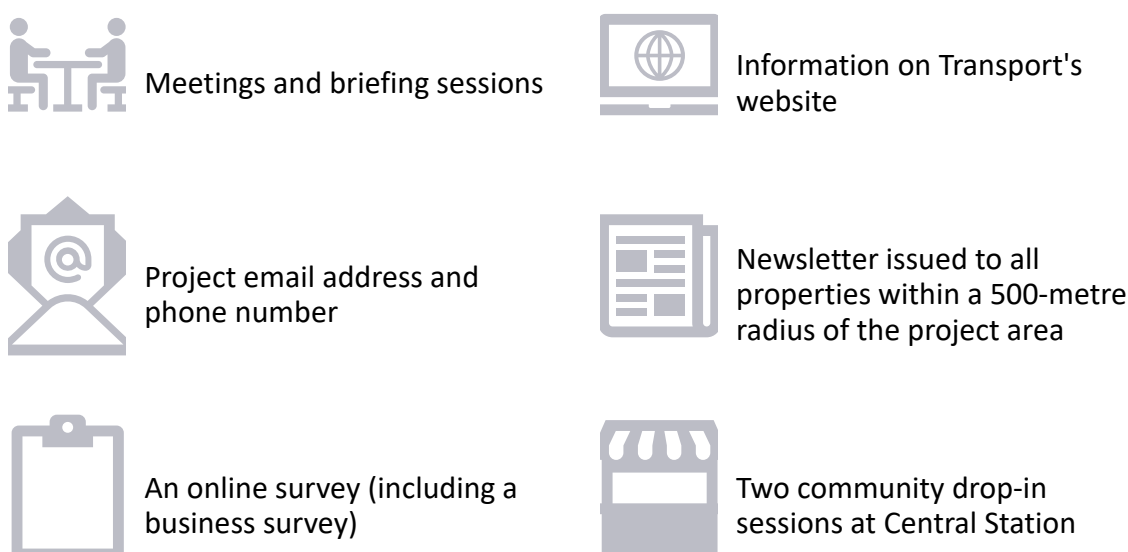 Meetings and briefing sessions
Information on Transport's
website
Project email address and
phone number
Newsletter issued to all
properties within a 500-metre
radius of the project area
An online survey (including a
business survey)
Two community drop-in
sessions at Central Station